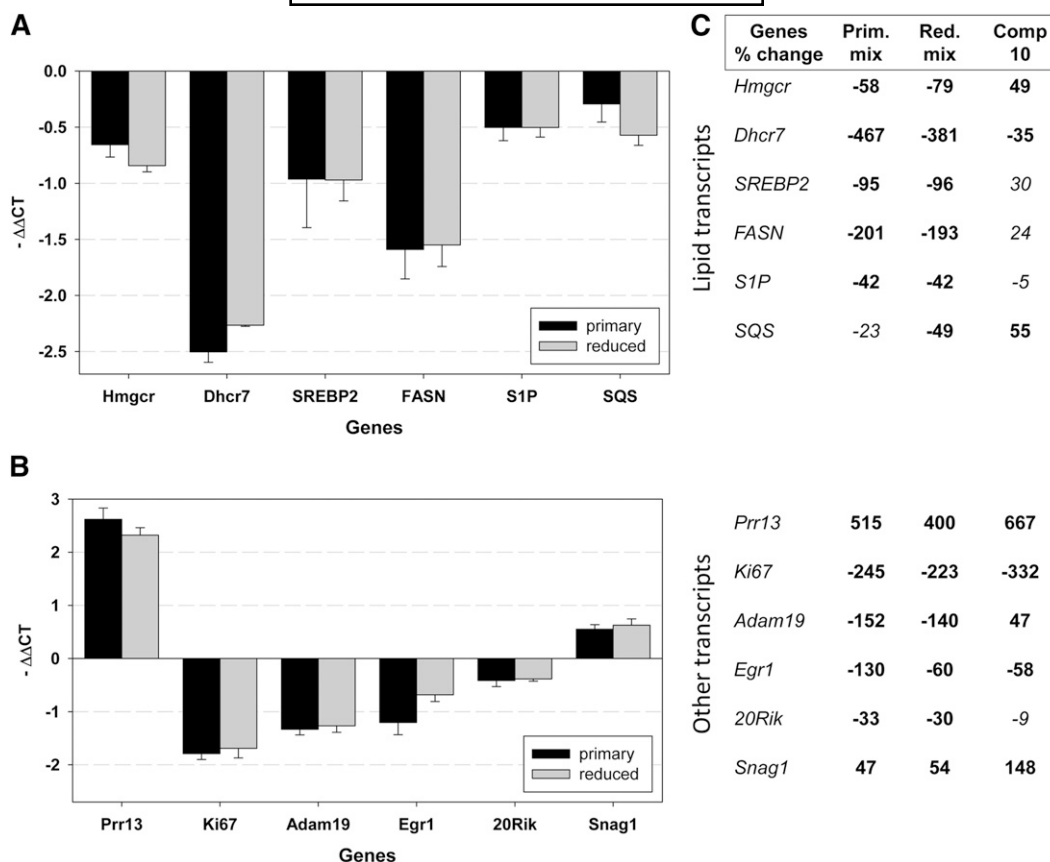 A
0.0
-0.5
-1.0
-1.5
-2.0
-2.5
- ΔΔCT
primary
reduced
Hmgcr Dhcr7 SREBP2 FASN S1P SQS
Genes
B
3
2
1
0
-1
-2
- ΔΔCT
primary
reduced
Prr13 Ki67 Adam19 Egr1 20Rik Snag1
Genes
C
Genes Prim. Red. Comp
% change mix mix 10
Lipid transcripts
Hmgcr -58 -79 49
Dhcr7 -467 -381 -35
SREBP2 -95 -96 30
FASN -201 -193 24
S1P -42 -42 -5
SQS -23 -49 55
Other transcripts
Prr13 515 400 667
Ki67 -245 -223 -332
Adam19 -152 -140 47
Egr1 -130 -60 -58
20Rik -33 -30 -9
Snag1 47 54 148